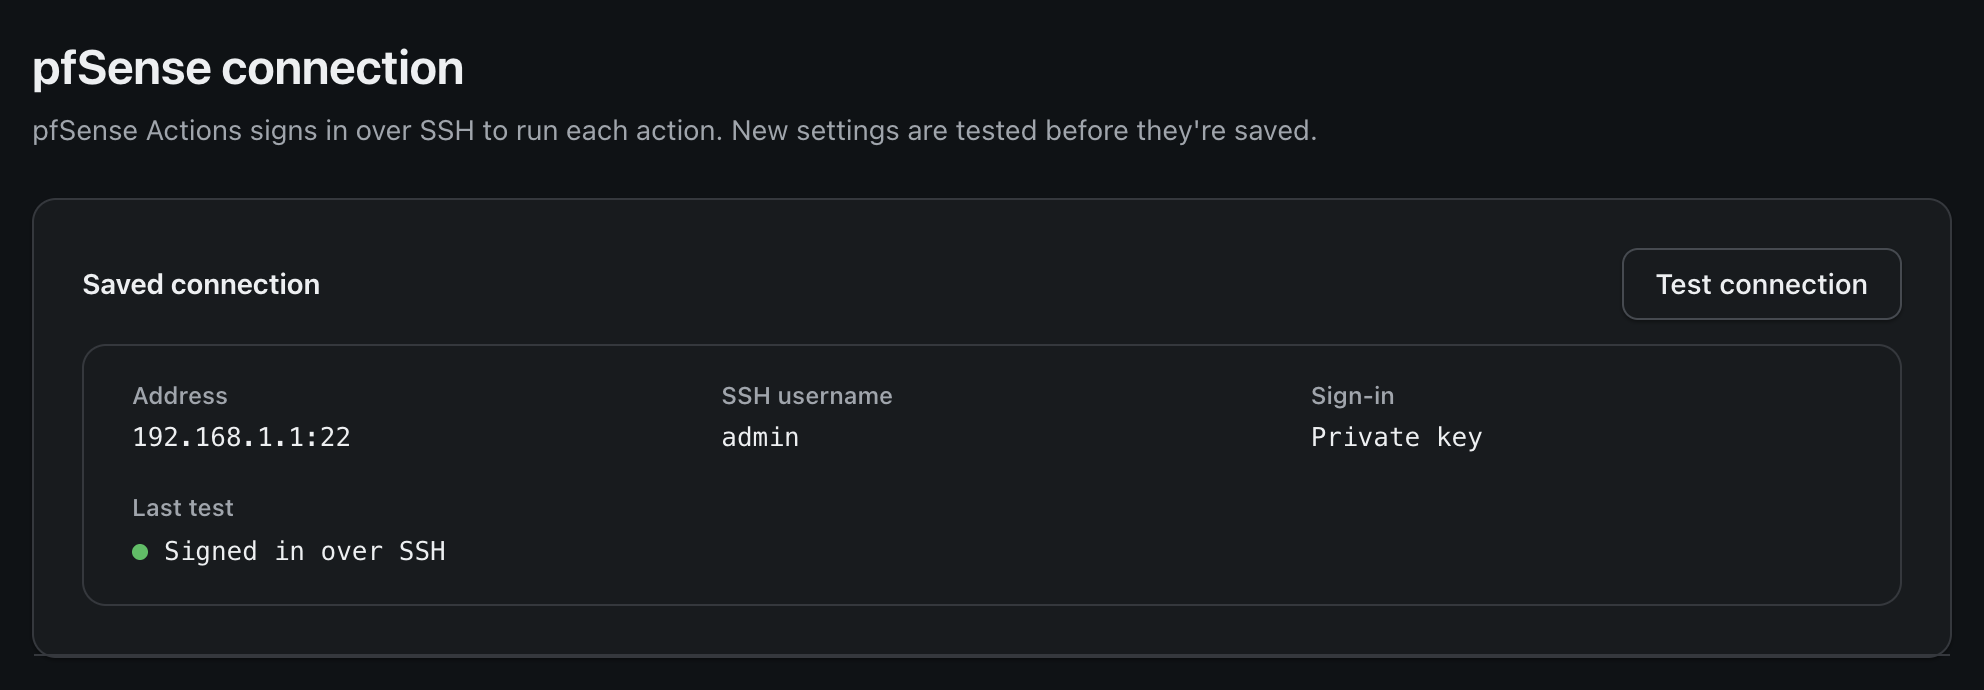 pfSense connection
pfSense Actions signs in over SSH to run each action. New settings are tested before they're saved.
Saved connection
Test connection
Address
SSH username
Sign-in
192.168.1.1:22
admin
Private key
Last test
Signed in over SSH